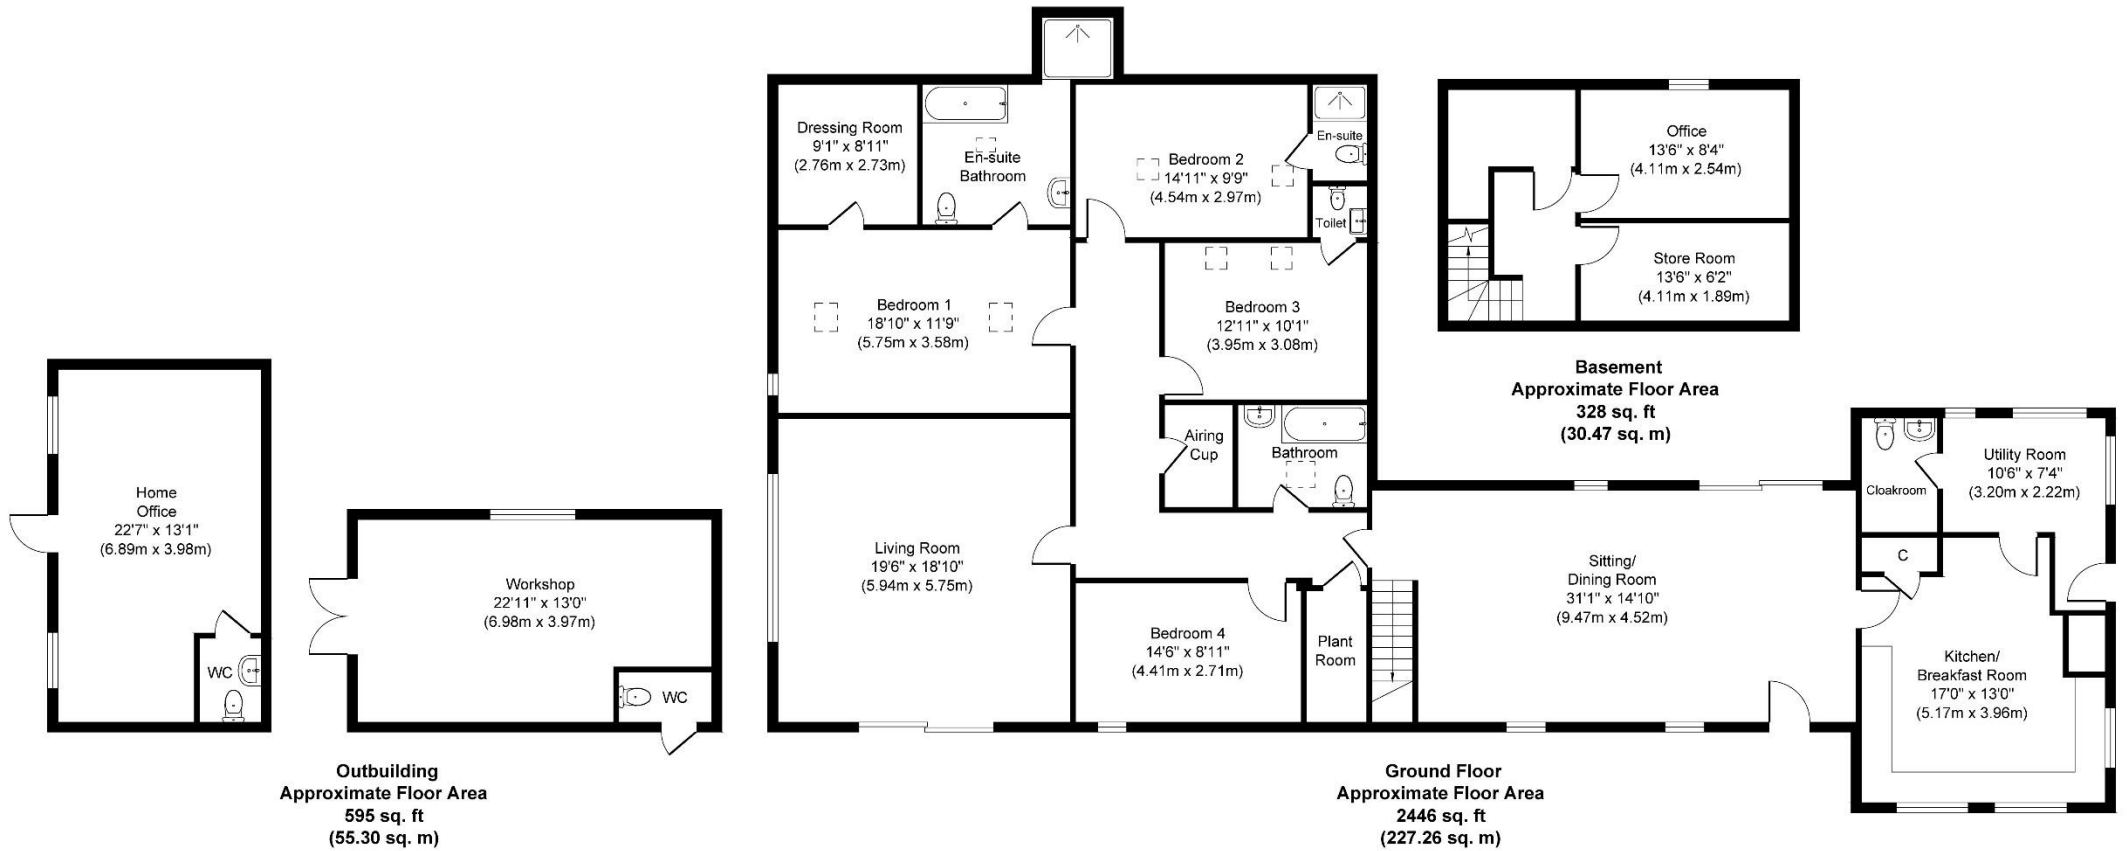 Home
Office
22'7" x 13'1"
(6.89m x 3.98m)
WC
Workshop
22'11" x 13'0"
(6.98m x 3.97m)
WC
Outbuilding
Approximate Floor Area
595 sq. ft
(55.30 sq. m)
Dressing Room
9'1" x 8'11"
(2.76m x 2.73m)
En-suite
Bathroom
Bedroom 2
14'11" x 9'9"
(4.54m x 2.97m)
En-suite
Toilet
Bedroom 1
18'10" x 11'9"
(5.75m x 3.58m)
Bedroom 3
12'11" x 10'1"
(3.95m x 3.08m)
Airing
Cup
Bathroom
Living Room
19'6" x 18'10"
(5.94m x 5.75m)
Bedroom 4
14'6" x 8'11"
(4.41m x 2.71m)
Plant
Room
Sitting/
Dining Room
31'1" x 14'10"
(9.47m x 4.52m)
Cloakroom
Utility Room
10'6" x 7'4"
(3.20m x 2.22m)
C
Kitchen/
Breakfast Room
17'0" x 13'0"
(5.17m x 3.96m)
Ground Floor
Approximate Floor Area
2446 sq. ft
(227.26 sq. m)
Office
13'6" x 8'4"
(4.11m x 2.54m)
Store Room
13'6" x 6'2"
(4.11m x 1.89m)
Basement
Approximate Floor Area
328 sq. ft
(30.47 sq. m)